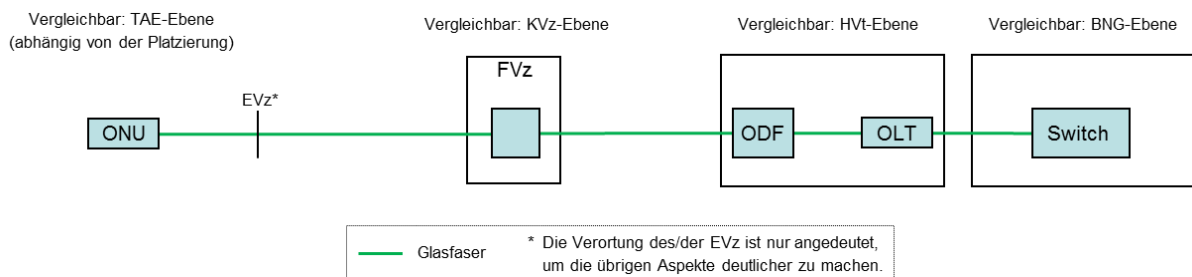 Vergleichbar: TAE-Ebene
(abhängig von der Platzierung)
Vergleichbar: KVz-Ebene
Vergleichbar: HVt-Ebene
Vergleichbar: BNG-Ebene
FVz
EVz*
ONU
ODF
OLT
Switch
Glasfaser
* Die Verortung des/der EVz ist nur angedeutet,
um die übrigen Aspekte deutlicher zu machen.